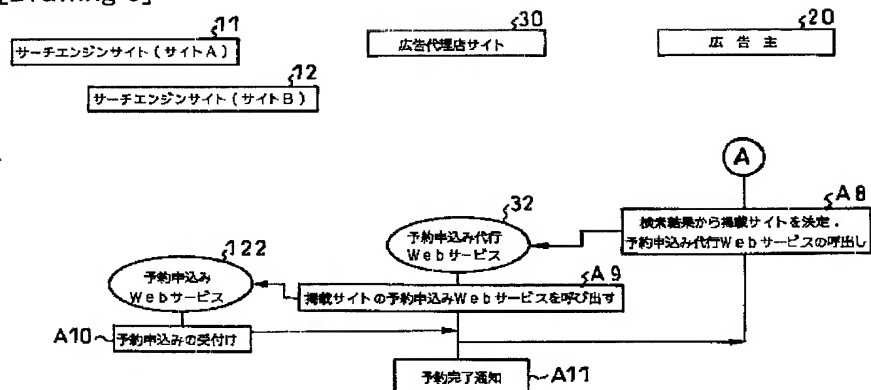 11
サーチエンジンサイト(サイトA)
12
サーチエンジンサイト(サイトB)
30
広告代理店サイト
20
広告主
A
A8
検索結果から掲載サイトを決定.
予約申込み代行Webサービスの呼出し
32
予約申込み代行
Webサービス
122
予約申込み
Webサービス
A9
掲載サイトの予約申込みWebサービスを呼び出す
A10
予約申込みの受付け
予約完了通知
A11